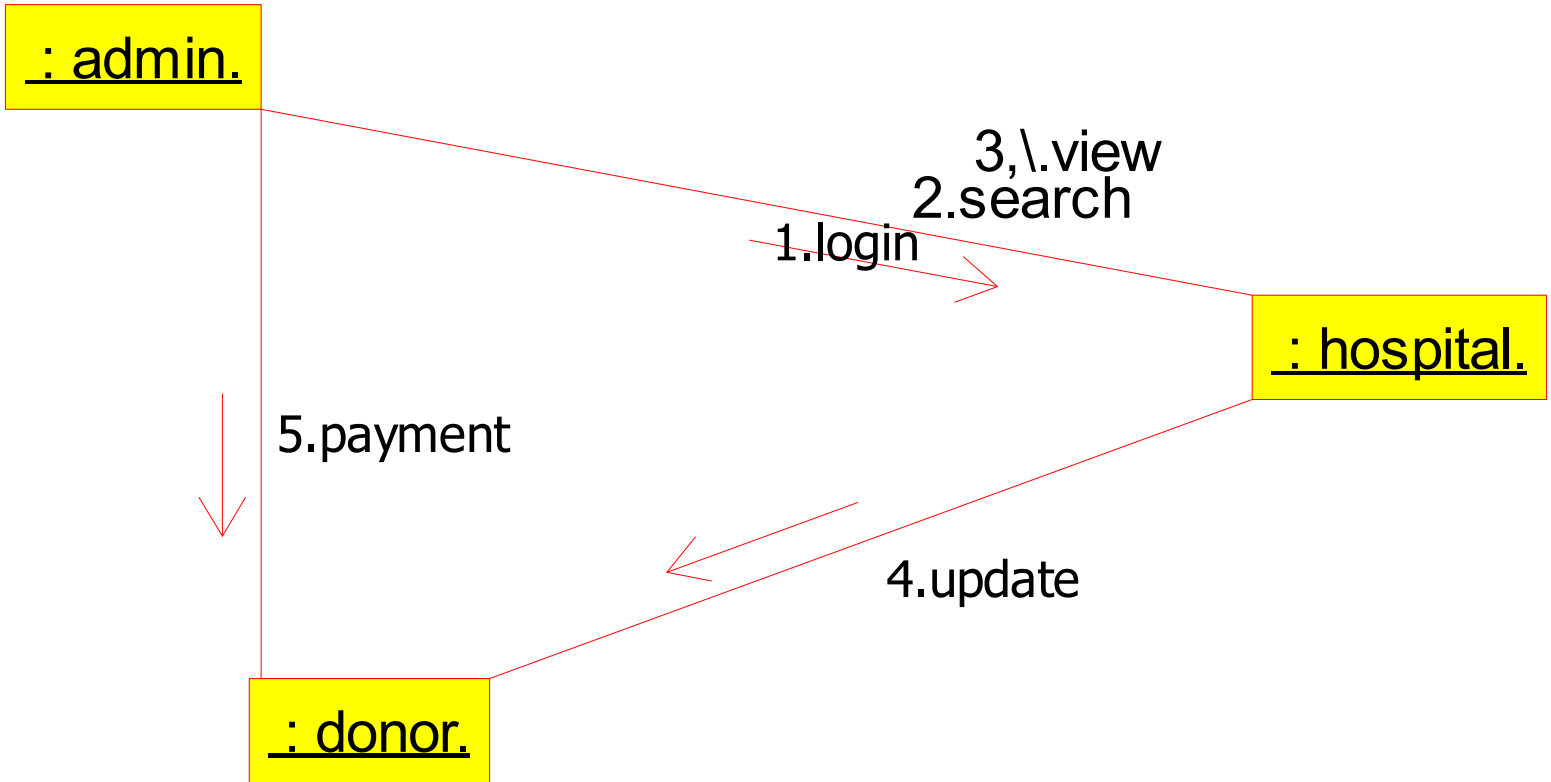 : admin.
3,\.view
2.search
1.login
: hospital.
5.payment
4.update
: donor.